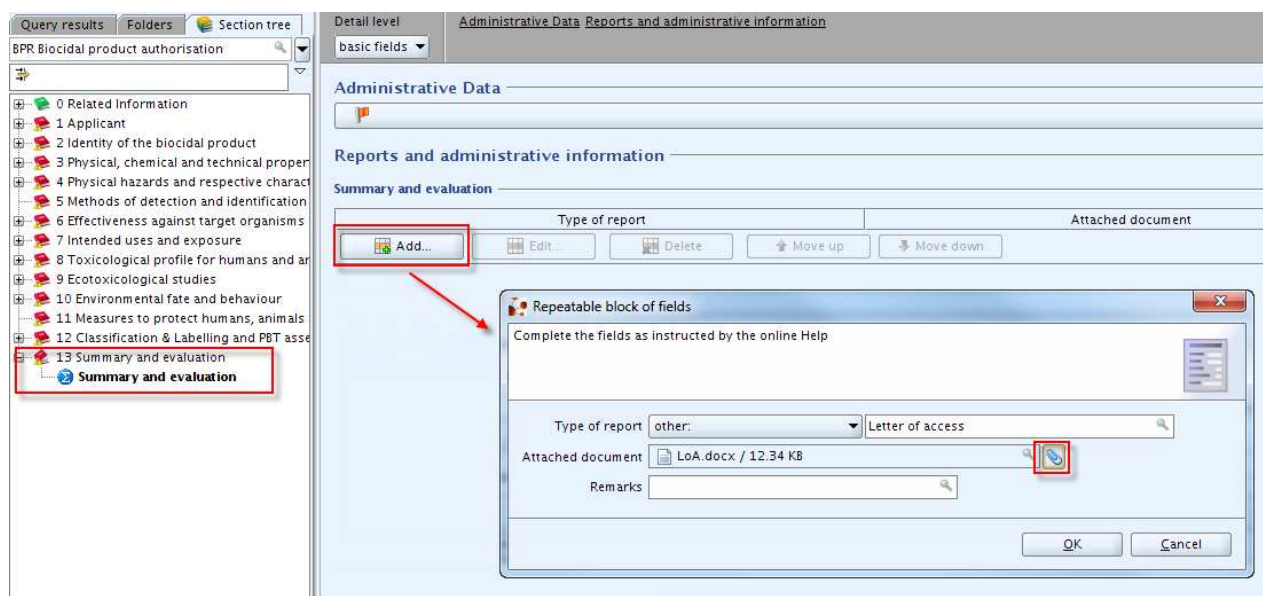 Query results Folders Section tree
BPR Biocidal product authorisation
0 Related Information
1 Applicant
2 Identity of the biocidal product
3 Physical, chemical and technical proper
4 Physical hazards and respective charact
5 Methods of detection and identification
6 Effectiveness against target organisms
7 Intended uses and exposure
8 Toxicological profile for humans and ar
9 Ecotoxicological studies
10 Environmental fate and behaviour
11 Measures to protect humans, animals
12 Classification & Labelling and PBT asse
13 Summary and evaluation
Summary and evaluation
Detail level
basic fields
Administrative Data Reports and administrative information
Administrative Data
Reports and administrative information
Summary and evaluation
Type of report Attached document
Add... Edit... Delete Move up Move down
Repeatable block of fields
Complete the fields as instructed by the online Help
Type of report other: Letter of access
Attached document LoA.docx / 12.34 KB
Remarks
OK Cancel